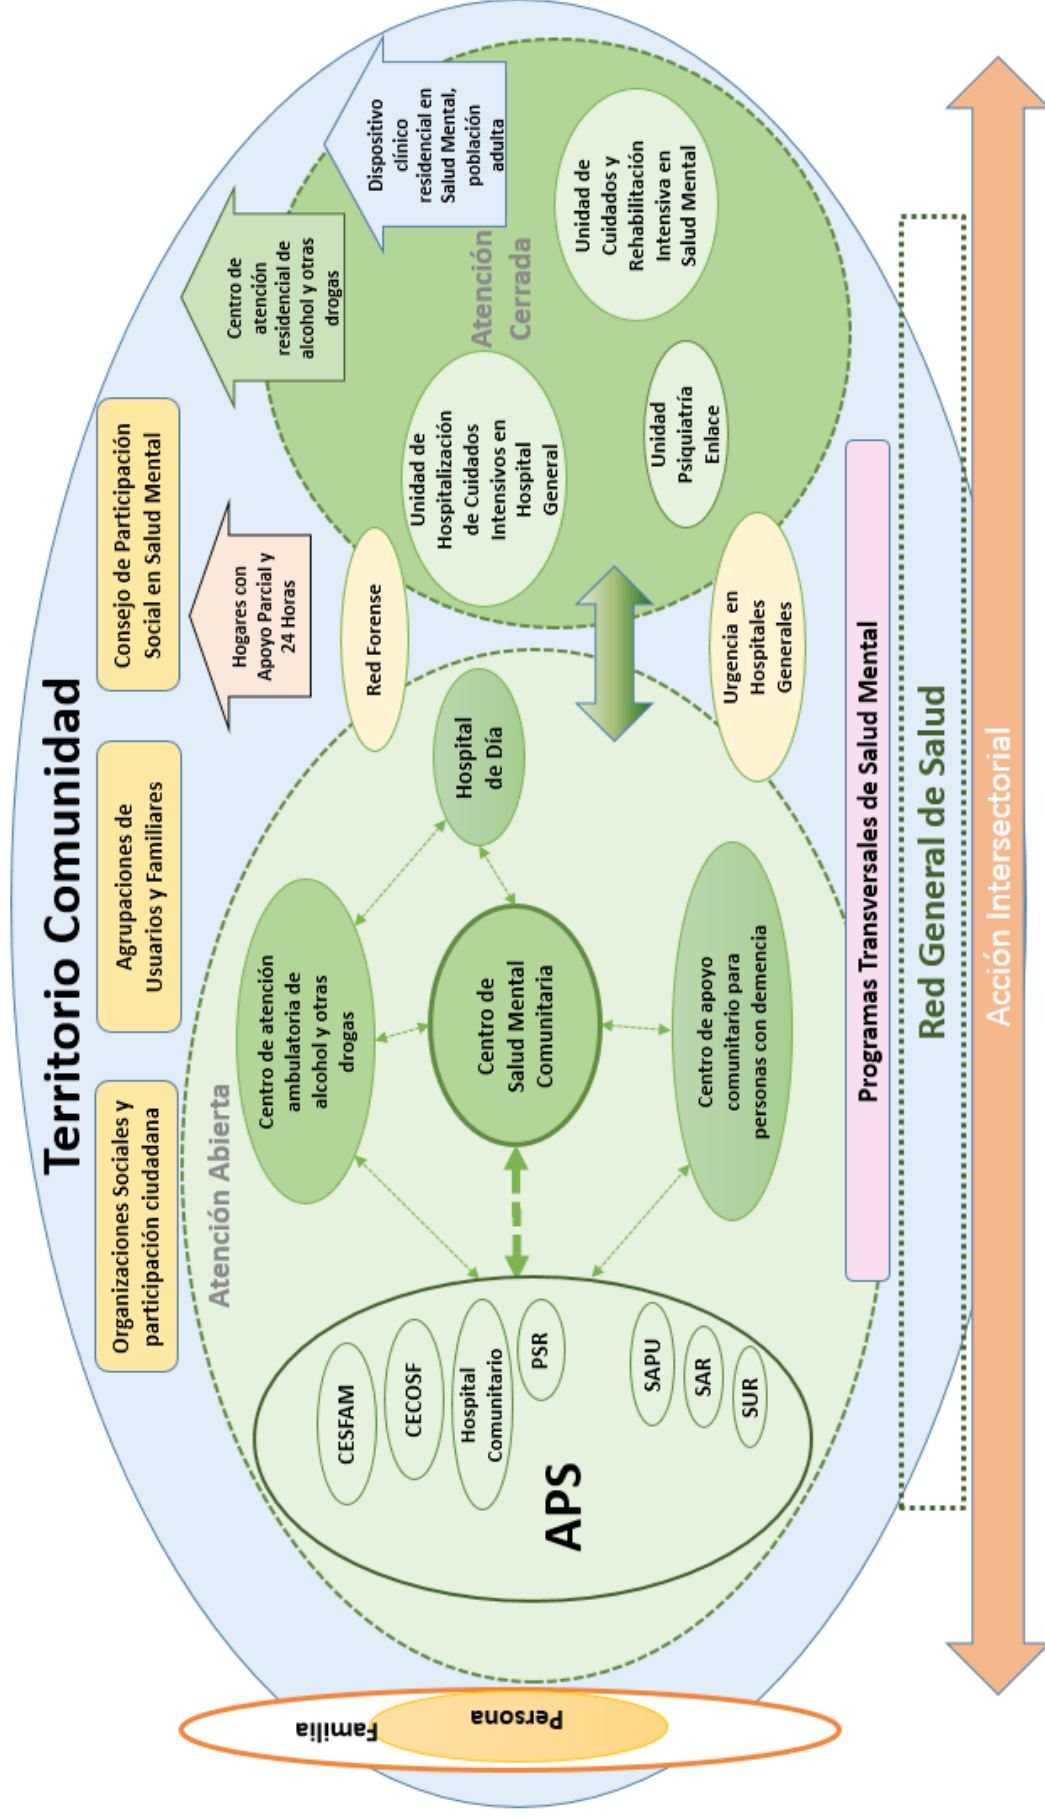 Territorio Comunidad
Organizaciones Sociales y
participación ciudadana
Agrupaciones de
Usuarios y Familiares
Consejo de Participación
Social en Salud Mental
Familia
Persona
Atención Abierta
APS
CESFAM
CECOSF
Hospital
Comunitario
PSR
SAPU
SAR
SUR
Centro de atención
ambulatoria de
alcohol y otras
drogas
Centro de
Salud Mental
Comunitaria
Centro de apoyo
comunitario para
personas con demencia
Hospital
de Día
Hogares con
Apoyo Parcial y
24 Horas
Red Forense
Urgencia en
Hospitales
Generales
Centro de
atención
residencial de
alcohol y otras
drogas
Dispositivo
clínico
residencial en
Salud Mental,
población
adulta
Atención
Cerrada
Unidad de
Hospitalización
de Cuidados
Intensivos en
Hospital
General
Unidad
Psiquiatría
Enlace
Unidad de
Cuidados y
Rehabilitación
Intensiva en
Salud Mental
Programas Transversales de Salud Mental
Red General de Salud
Acción Intersectorial